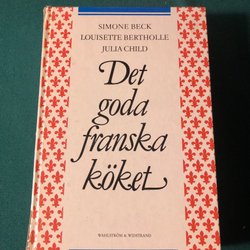 SIMONE BECK
LOUISETTE BERTHOLLE
JULIA CHILD
Det
goda
franska
köket
WAHLSTRÖM & WIDSTRAND